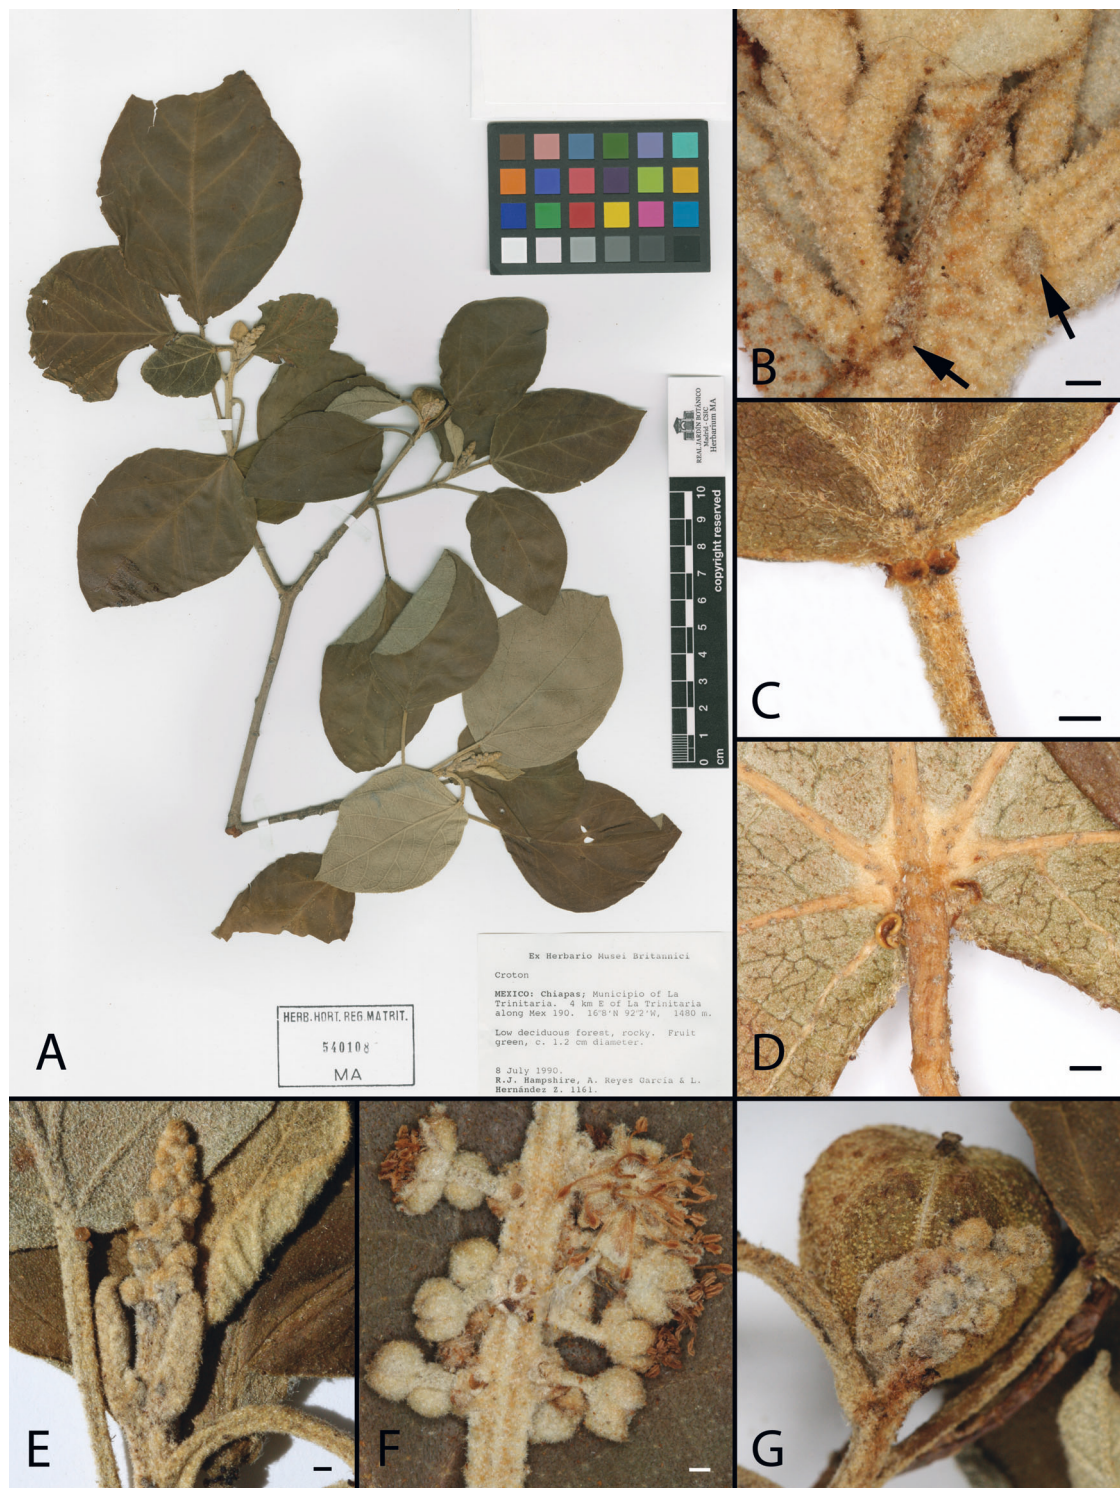 REAL JARDÍN BOTÁNICO
Madrid - CSIC
Herbarium MA
10
9
8
7
6
5
4
3
2
1
0
cm
copyright reserved
Ex Herbario Musei Britannici
Croton
MEXICO: Chiapas; Municipio of La
Trinitaria. 4 km E of La Trinitaria
along Mex 190. 16°8'N 92°2'W, 1480 m.
Low deciduous forest, rocky. Fruit
green, c. 1.2 cm diameter.
8 July 1990.
R.J. Hampshire, A. Reyes García & L.
Hernández Z. 1161.
HERB. HORT. REG. MATRIT.
540108
MA
A
B
C
D
E
F
G